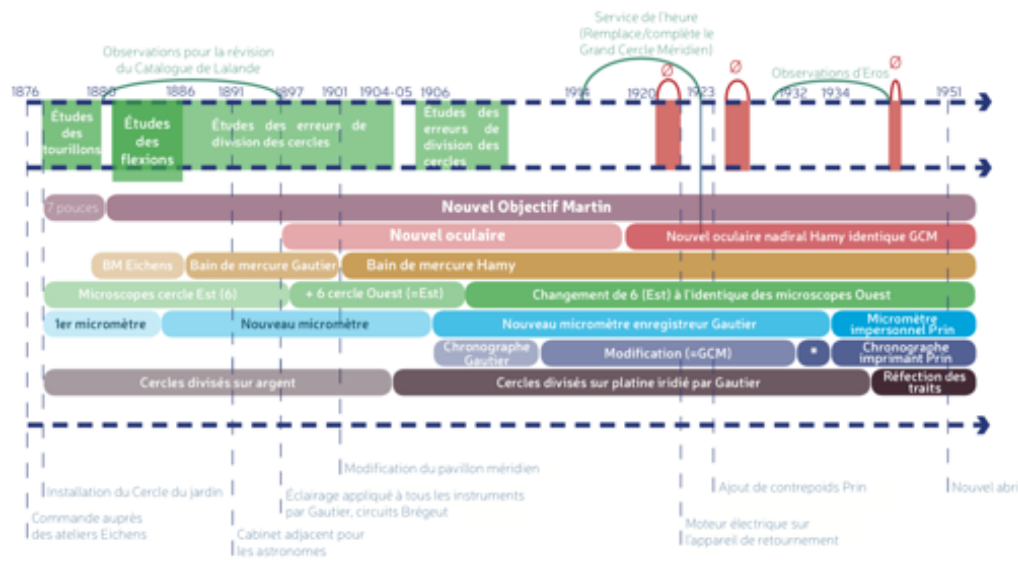 Service de l'heure
(Remplace/complète le
Grand Cercle Méridien)
Observations pour la révision
du Catalogue de Lalande
Observations d'Eros
Ø
Ø
Ø
1876
1880
1886
1891
1897
1901
1904-05
1906
1914
1920
1923
1932
1934
1951
Études
des
tourillons
Études
des
flexions
Études des erreurs de
division des cercles
Études des
erreurs de
division des
cercles
7 pouces
Nouvel Objectif Martin
Nouvel oculaire
Nouvel oculaire nadiral Hamy identique GCM
BM Eichens
Bain de mercure Gautier
Bain de mercure Hamy
Microscopes cercle Est (6)
+ 6 cercle Ouest (=Est)
Changement de 6 (Est) à l'identique des microscopes Ouest
1er micromètre
Nouveau micromètre
Nouveau micromètre enregistreur Gautier
Micromètre
impersonnel Prin
Chronographe
Gautier
Modification (=GCM)
*
Chronographe
imprimant Prin
Cercles divisés sur argent
Cercles divisés sur platine iridié par Gautier
Réfection des
traits
Modification du pavillon méridien
Installation du Cercle du jardin
Éclairage appliqué à tous les instruments
par Gautier, circuits Brégeut
Ajout de contrepoids Prin
Nouvel abri
Commande auprès
des ateliers Eichens
Cabinet adjacent pour
les astronomes
Moteur électrique sur
l'appareil de retournement